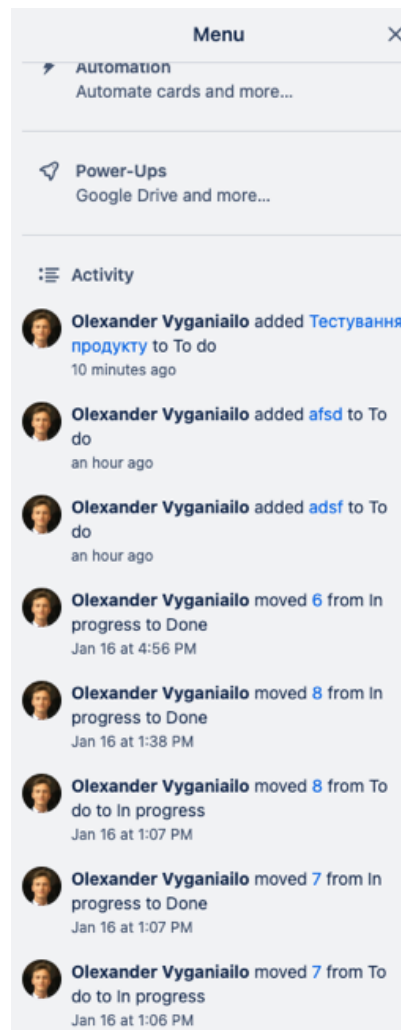 Menu
Automation
Automate cards and more...
Power-Ups
Google Drive and more...
Activity
Olexander Vyganiailo added Тестування
продукту to To do
10 minutes ago
Olexander Vyganiailo added afsd to To
do
an hour ago
Olexander Vyganiailo added adsf to To
do
an hour ago
Olexander Vyganiailo moved 6 from In
progress to Done
Jan 16 at 4:56 PM
Olexander Vyganiailo moved 8 from In
progress to Done
Jan 16 at 1:38 PM
Olexander Vyganiailo moved 8 from To
do to In progress
Jan 16 at 1:07 PM
Olexander Vyganiailo moved 7 from In
progress to Done
Jan 16 at 1:07 PM
Olexander Vyganiailo moved 7 from To
do to In progress
Jan 16 at 1:06 PM